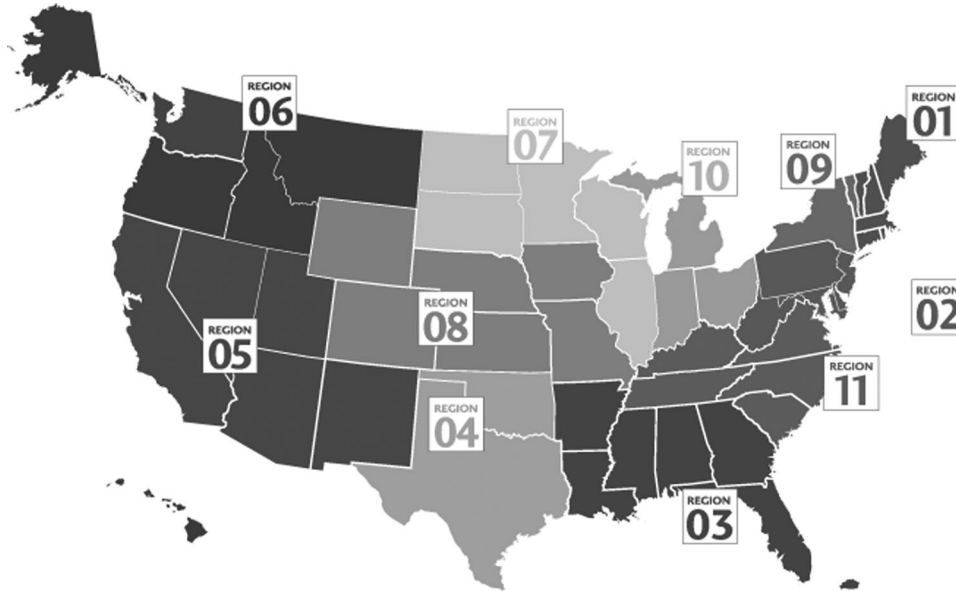 REGION
06
REGION
07
REGION
10
REGION
09
REGION
01
REGION
02
REGION
05
REGION
08
REGION
04
REGION
11
REGION
03